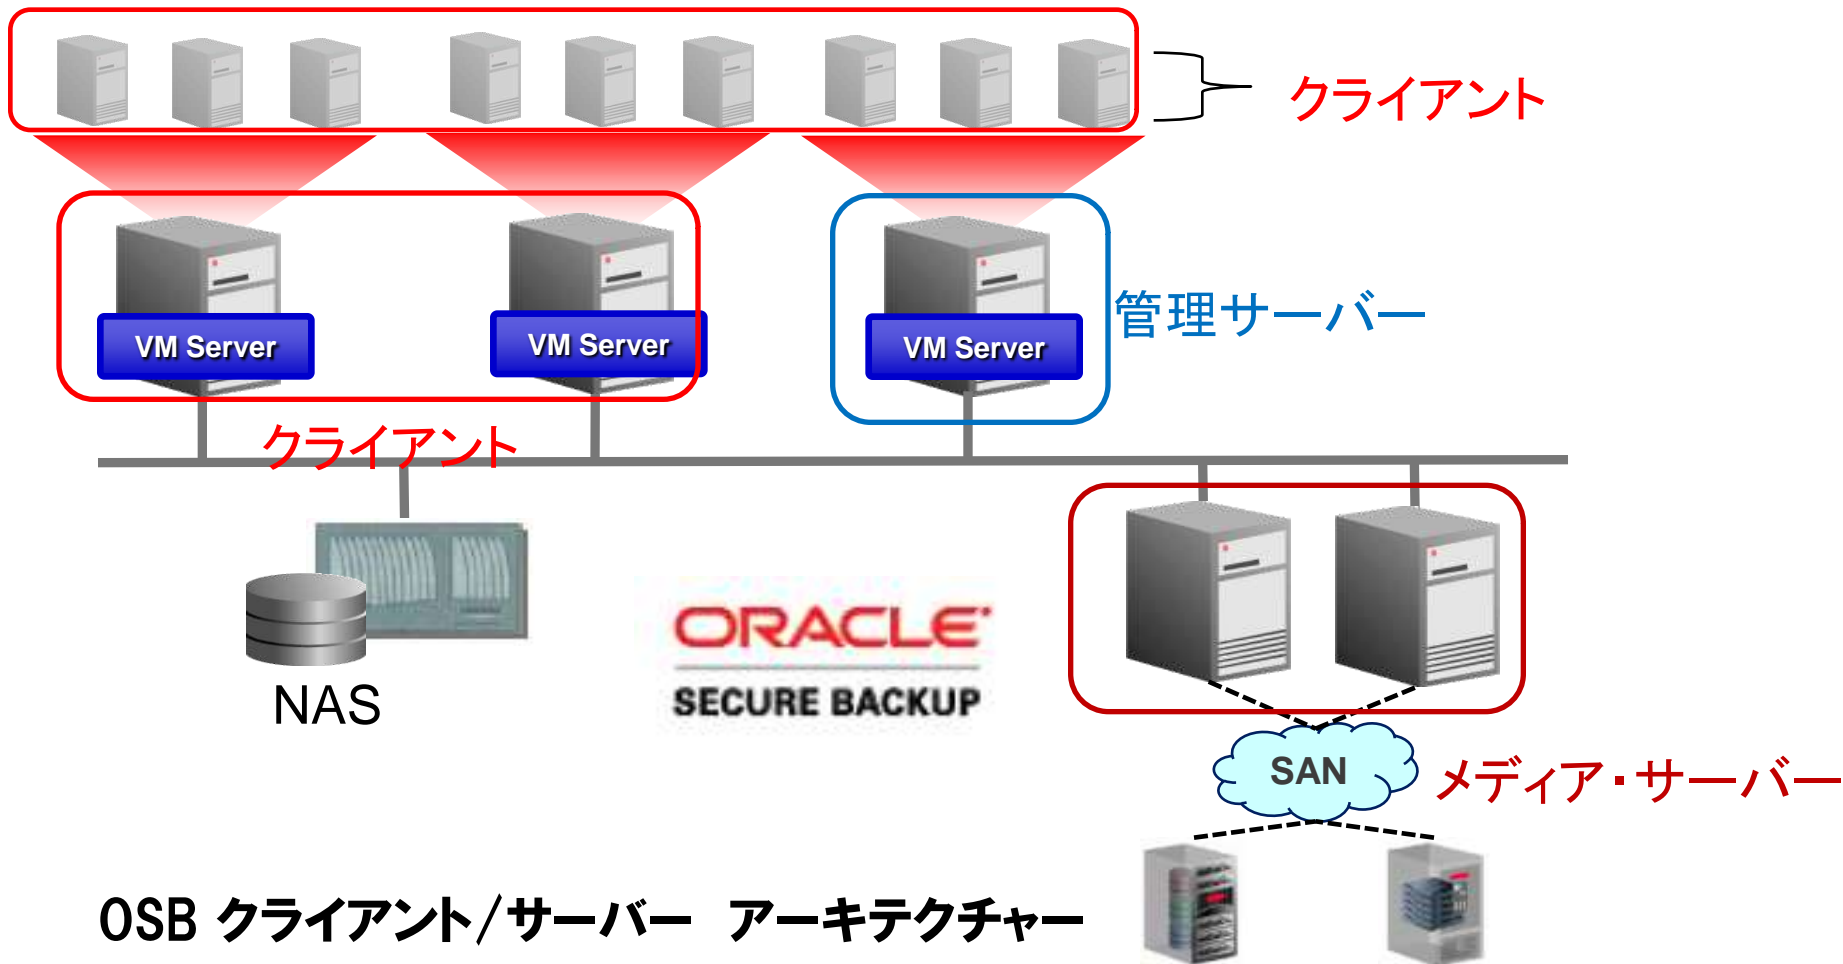 クライアント
VM Server
VM Server
VM Server
管理サーバー
クライアント
NAS
ORACLE
SECURE BACKUP
SAN
メディア・サーバー
OSB クライアント/サーバー アーキテクチャー